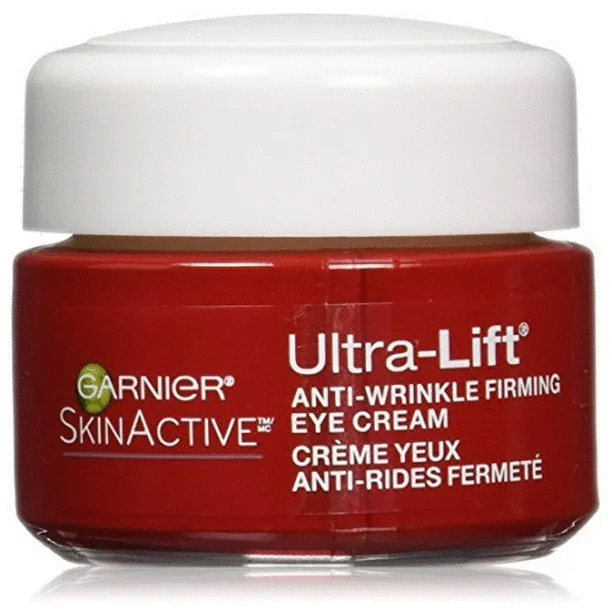 GARNIER®
SKINACTIVE™/MC
Ultra-Lift®
ANTI-WRINKLE FIRMING
EYE CREAM
CRÈME YEUX
ANTI-RIDES FERMETÉ